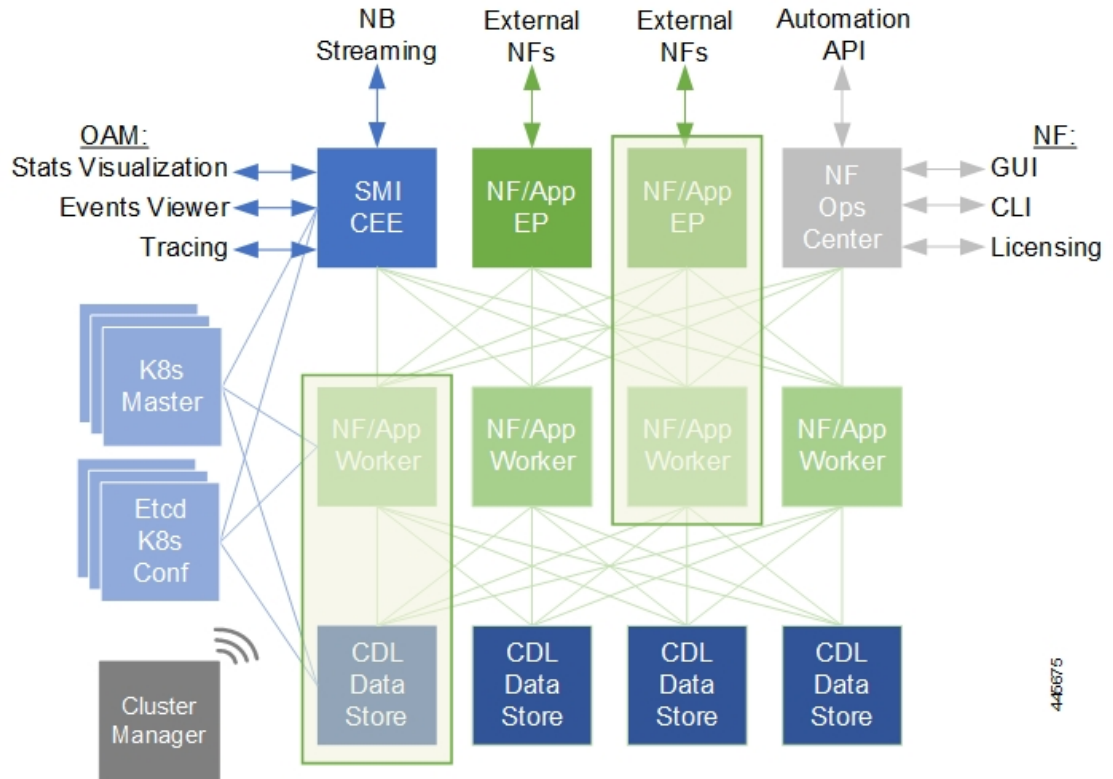 NB
Streaming
External
NFs
External
NFs
Automation
API
OAM:
Stats Visualization
Events Viewer
Tracing
SMI
CEE
NF/App
EP
NF/App
EP
NF
Ops
Center
NF:
GUI
CLI
Licensing
K8s
Master
NF/App
Worker
NF/App
Worker
NF/App
Worker
NF/App
Worker
Etcd
K8s
Conf
Cluster
Manager
CDL
Data
Store
CDL
Data
Store
CDL
Data
Store
CDL
Data
Store
445675